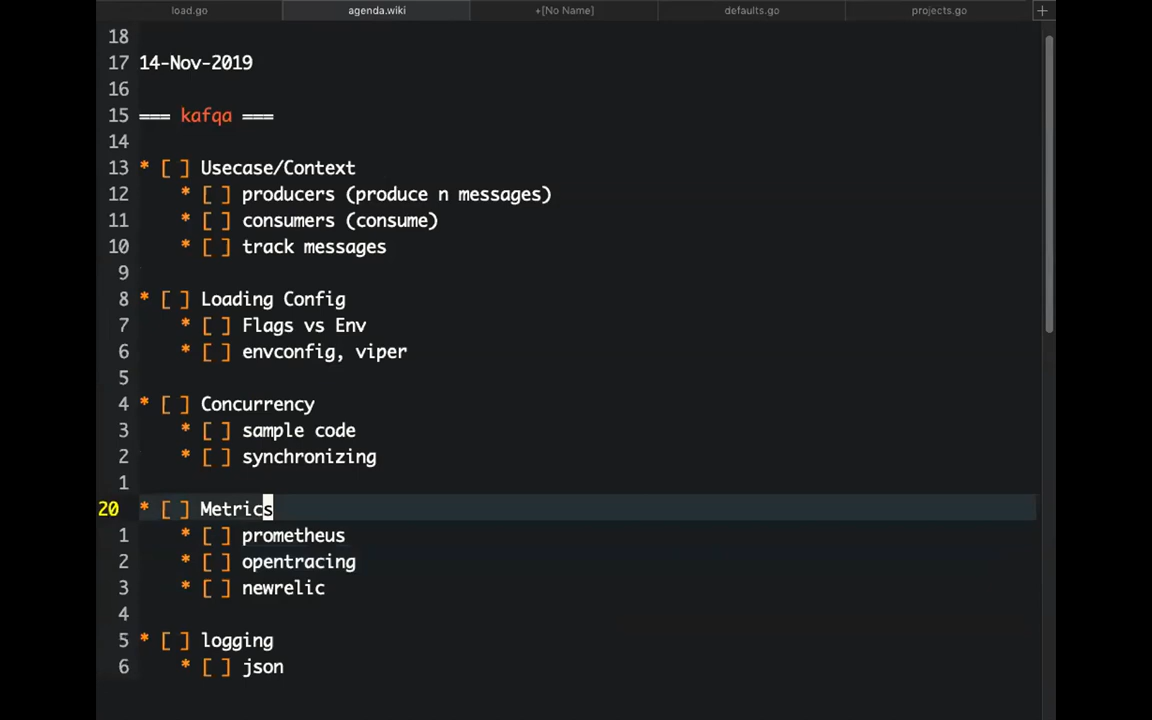 load.go agenda.wiki +[No Name] defaults.go projects.go +
18
17 14-Nov-2019
16
15 === kafqa ===
14
13 * [ ] Usecase/Context
12 * [ ] producers (produce n messages)
11 * [ ] consumers (consume)
10 * [ ] track messages
9
8 * [ ] Loading Config
7 * [ ] Flags vs Env
6 * [ ] envconfig, viper
5
4 * [ ] Concurrency
3 * [ ] sample code
2 * [ ] synchronizing
1
20 * [ ] Metrics
1 * [ ] prometheus
2 * [ ] opentracing
3 * [ ] newrelic
4
5 * [ ] logging
6 * [ ] json